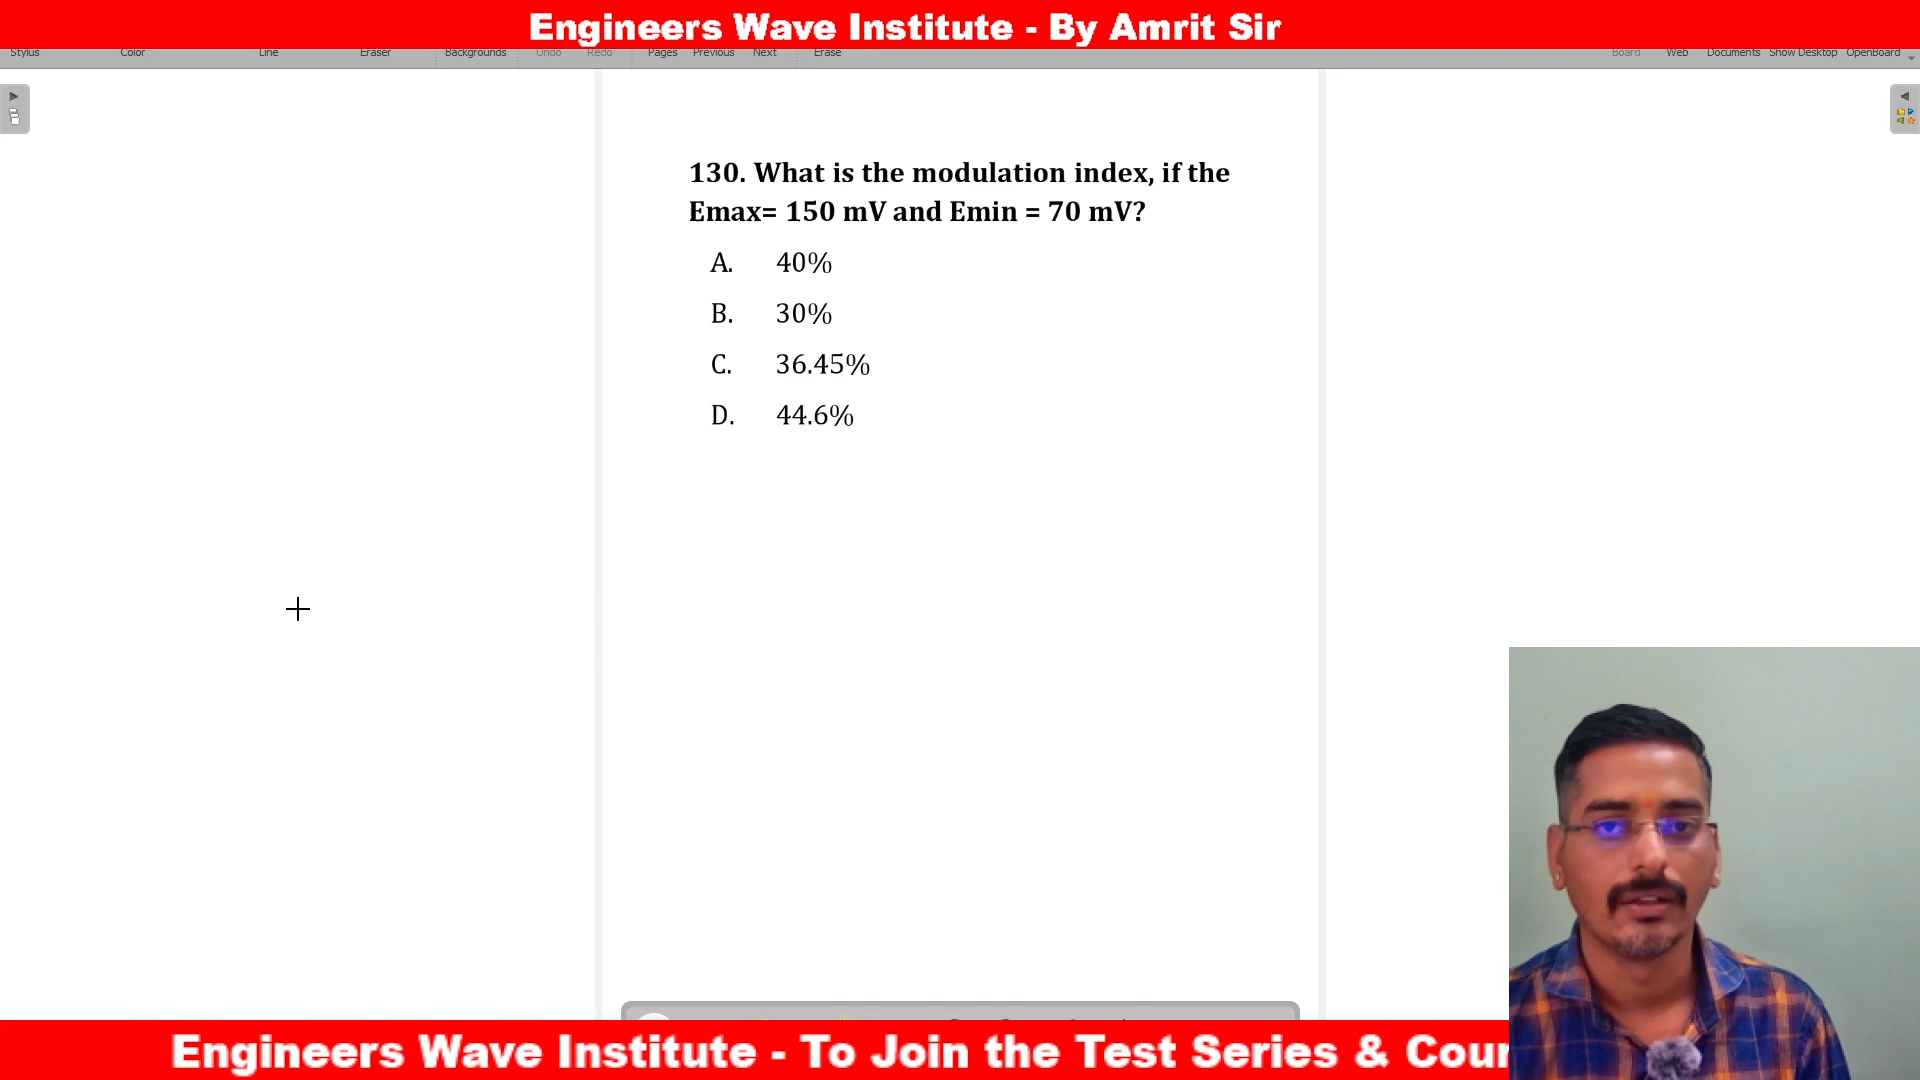 Engineers Wave Institute - By Amrit Sir
Stylus Color Line Eraser Backgrounds Undo Redo Pages Previous Next Erase Board Web Documents Show Desktop OpenBoard
130. What is the modulation index, if the
Emax= 150 mV and Emin = 70 mV?
A. 40%
B. 30%
C. 36.45%
D. 44.6%
Engineers Wave Institute - To Join the Test Series & Cour